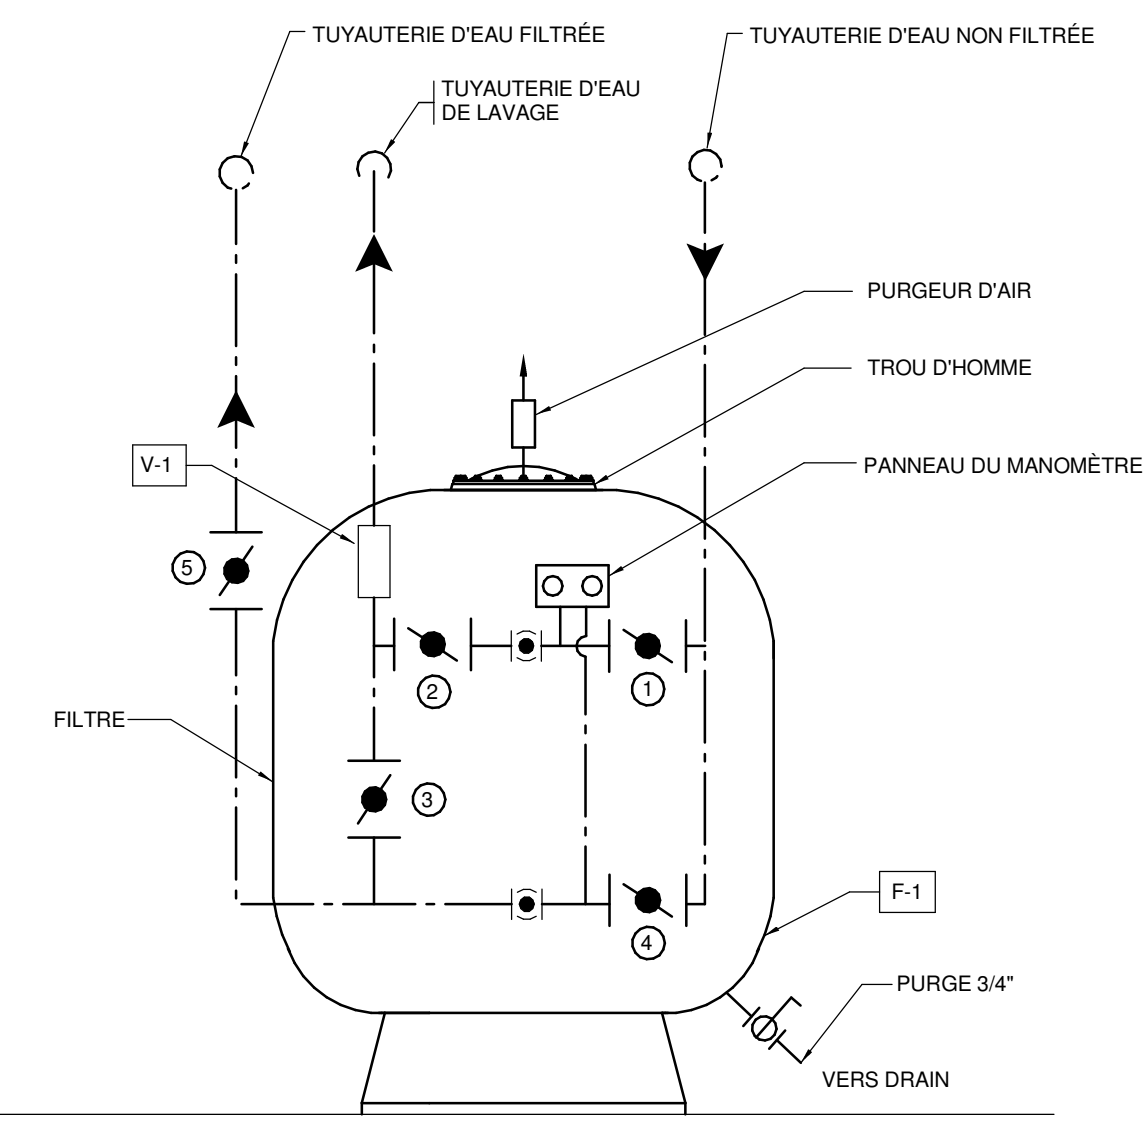 TUYAUTERIE D'EAU FILTRÉE
TUYAUTERIE D'EAU NON FILTRÉE
TUYAUTERIE D'EAU
DE LAVAGE
PURGEUR D'AIR
TROU D'HOMME
V-1
PANNEAU DU MANOMÈTRE
5
2
1
FILTRE
3
F-1
4
PURGE 3/4"
VERS DRAIN